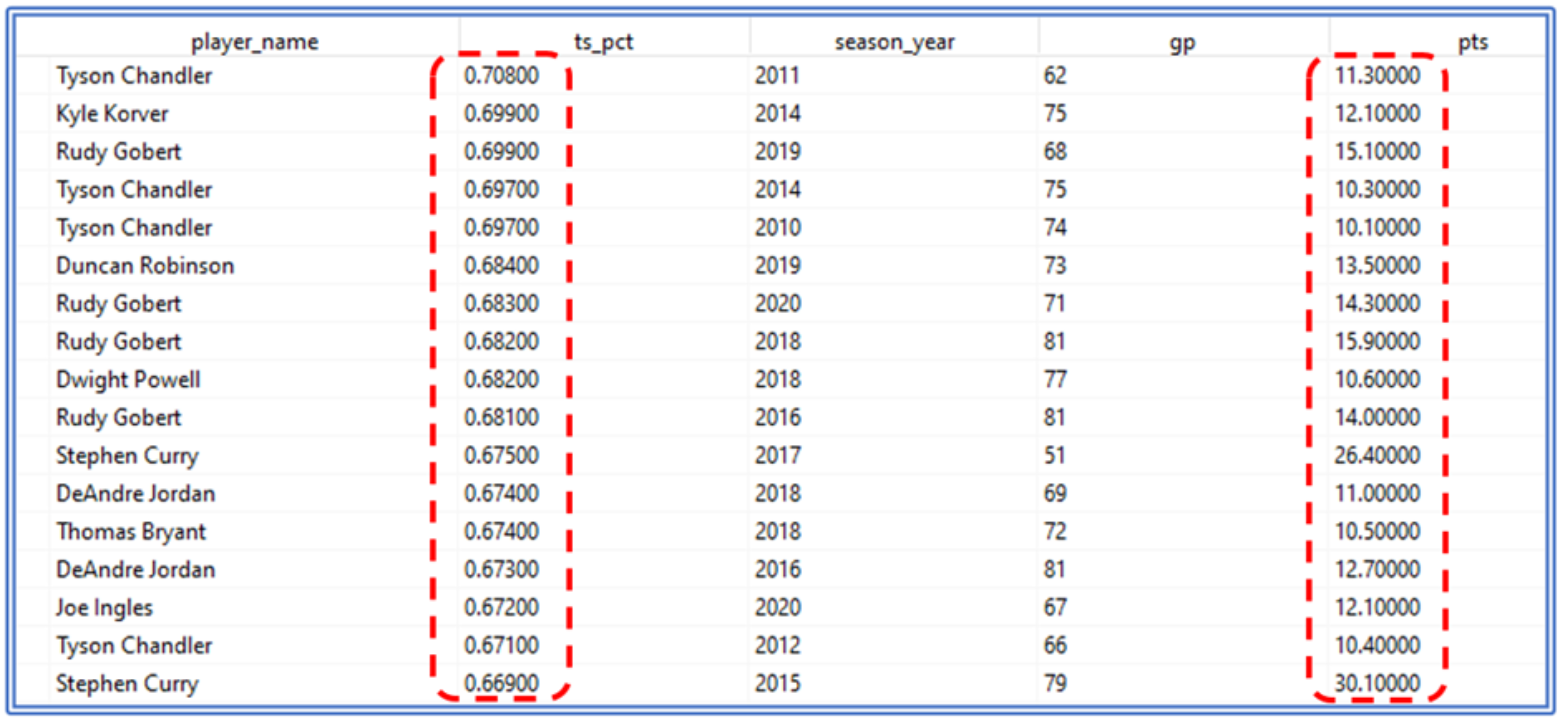 player_name ts_pct season_year gp pts
Tyson Chandler 0.70800 2011 62 11.30000
Kyle Korver 0.69900 2014 75 12.10000
Rudy Gobert 0.69900 2019 68 15.10000
Tyson Chandler 0.69700 2014 75 10.30000
Tyson Chandler 0.69700 2010 74 10.10000
Duncan Robinson 0.68400 2019 73 13.50000
Rudy Gobert 0.68300 2020 71 14.30000
Rudy Gobert 0.68200 2018 81 15.90000
Dwight Powell 0.68200 2018 77 10.60000
Rudy Gobert 0.68100 2016 81 14.00000
Stephen Curry 0.67500 2017 51 26.40000
DeAndre Jordan 0.67400 2018 69 11.00000
Thomas Bryant 0.67400 2018 72 10.50000
DeAndre Jordan 0.67300 2016 81 12.70000
Joe Ingles 0.67200 2020 67 12.10000
Tyson Chandler 0.67100 2012 66 10.40000
Stephen Curry 0.66900 2015 79 30.10000